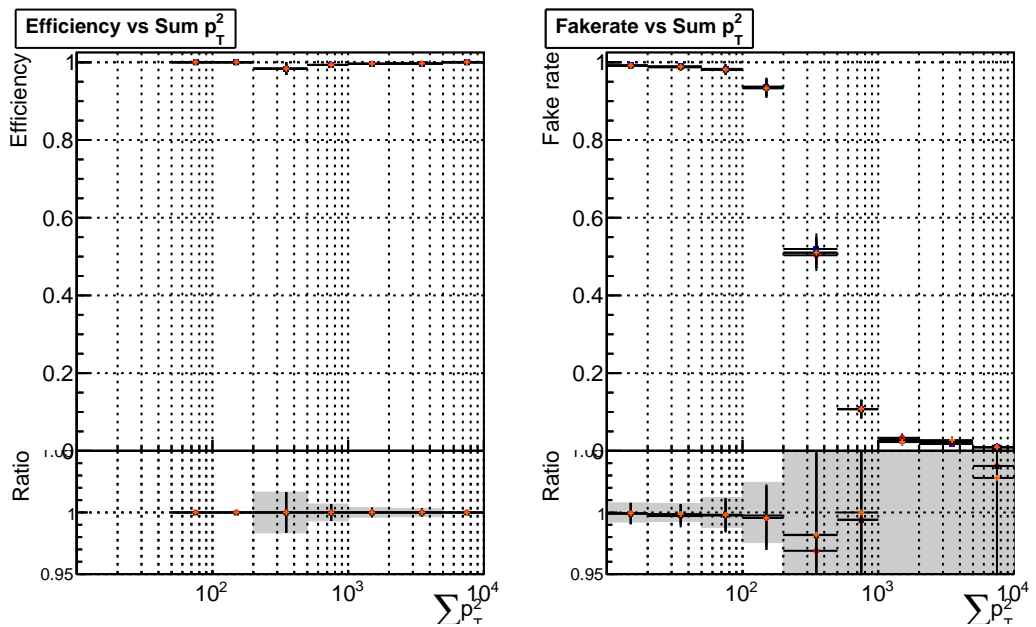 Efficiency vs Sum p_T^2
Efficiency
1
0.8
0.6
0.4
0.2
0
Ratio
1
0.95
10^2
10^3
10^4
∑p_T^2
Fakerate vs Sum p_T^2
Fake rate
1
0.8
0.6
0.4
0.2
0
Ratio
1
0.95
10^2
10^3
10^4
∑p_T^2